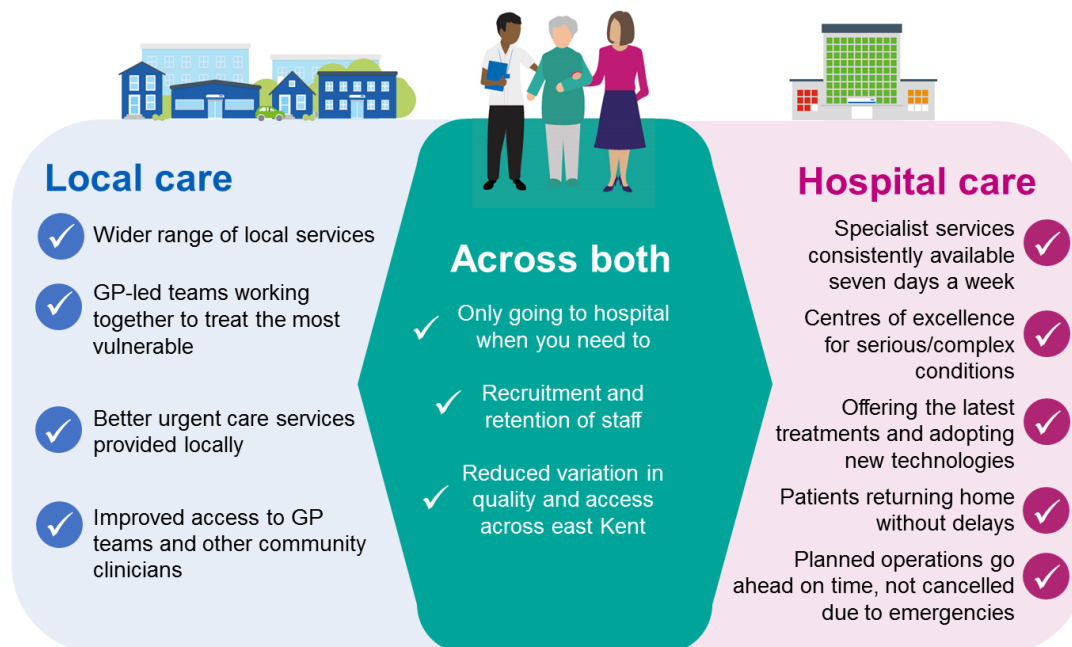 Local care
Wider range of local services
GP-led teams working
together to treat the most
vulnerable
Better urgent care services
provided locally
Improved access to GP
teams and other community
clinicians
Across both
Only going to hospital
when you need to
Recruitment and
retention of staff
Reduced variation in
quality and access
across east Kent
Hospital care
Specialist services
consistently available
seven days a week
Centres of excellence
for serious/complex
conditions
Offering the latest
treatments and adopting
new technologies
Patients returning home
without delays
Planned operations go
ahead on time, not cancelled
due to emergencies